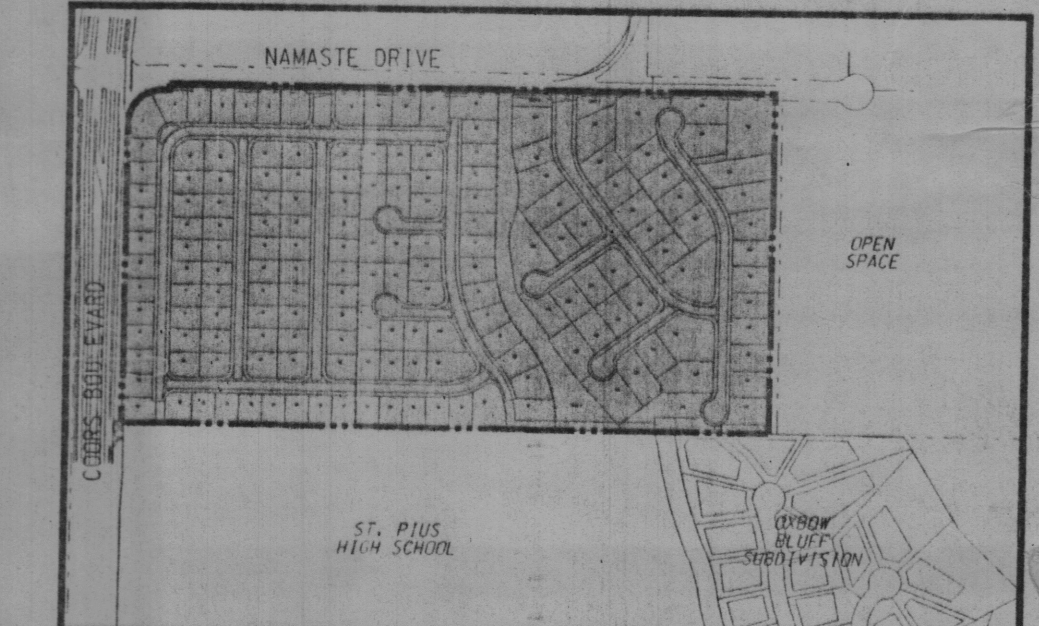 NAMASTE DRIVE
OPEN
SPACE
COORS BOULEVARD
ST. PIUS
HIGH SCHOOL
OXBOW
BLUFF
SUBDIVISION